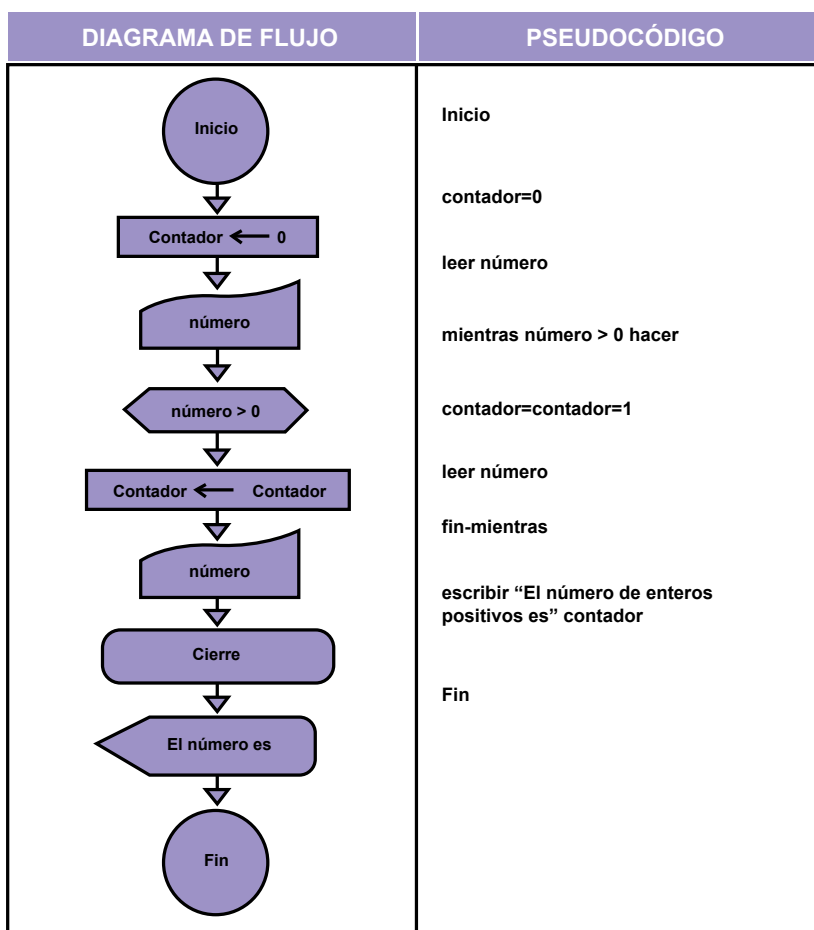 DIAGRAMA DE FLUJO
PSEUDOCÓDIGO
Inicio
Contador ← 0
número
número > 0
Contador ← Contador
número
Cierre
El número es
Fin
Inicio
contador=0
leer número
mientras número > 0 hacer
contador=contador=1
leer número
fin-mientras
escribir “El número de enteros
positivos es” contador
Fin